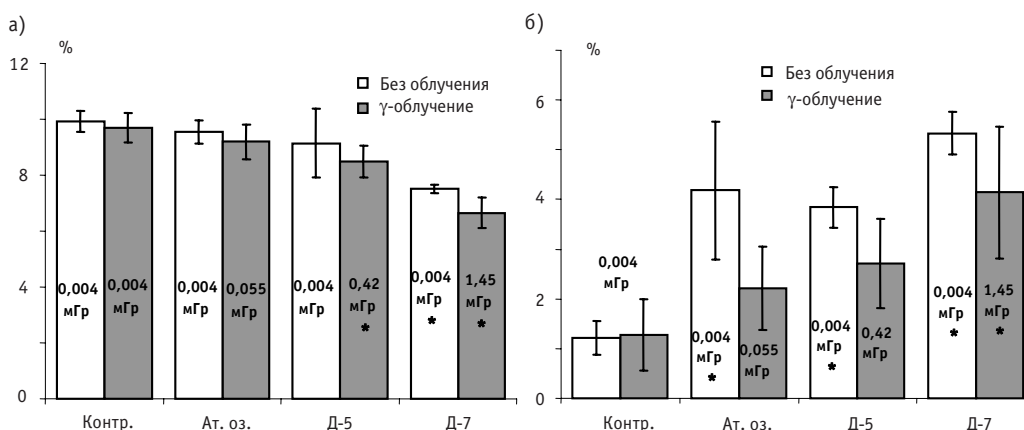 а)
%
12
8
4
0
Без облучения
γ-облучение
0,004
мГр
0,004
мГр
0,004
мГр
0,055
мГр
0,004
мГр
0,42
мГр
*
0,004
мГр
*
1,45
мГр
*
Контр.
Ат. оз.
Д-5
Д-7
б)
%
6
4
2
0
Без облучения
γ-облучение
0,004
мГр
0,004
мГр
*
0,055
мГр
0,004
мГр
*
0,42
мГр
0,004
мГр
*
1,45
мГр
*
Контр.
Ат. оз.
Д-5
Д-7